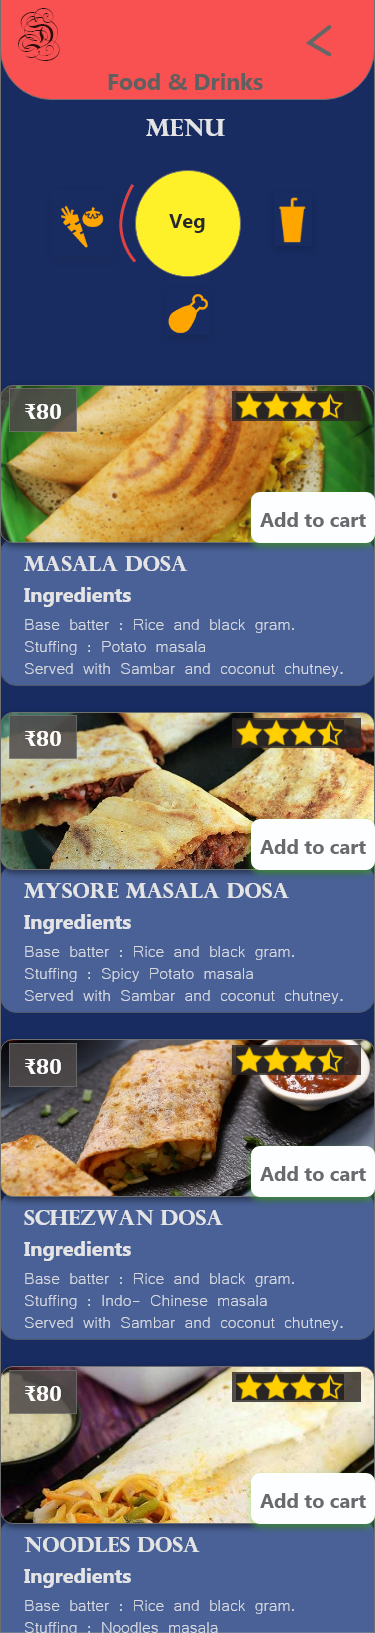 Food & Drinks
MENU
Veg
₹80
Add to cart
MASALA DOSA
Ingredients
Base batter : Rice and black gram.
Stuffing : Potato masala
Served with Sambar and coconut chutney.
₹80
Add to cart
MYSORE MASALA DOSA
Ingredients
Base batter : Rice and black gram.
Stuffing : Spicy Potato masala
Served with Sambar and coconut chutney.
₹80
Add to cart
SCHEZWAN DOSA
Ingredients
Base batter : Rice and black gram.
Stuffing : Indo- Chinese masala
Served with Sambar and coconut chutney.
₹80
Add to cart
NOODLES DOSA
Ingredients
Base batter : Rice and black gram.
Stuffing : Noodles masala